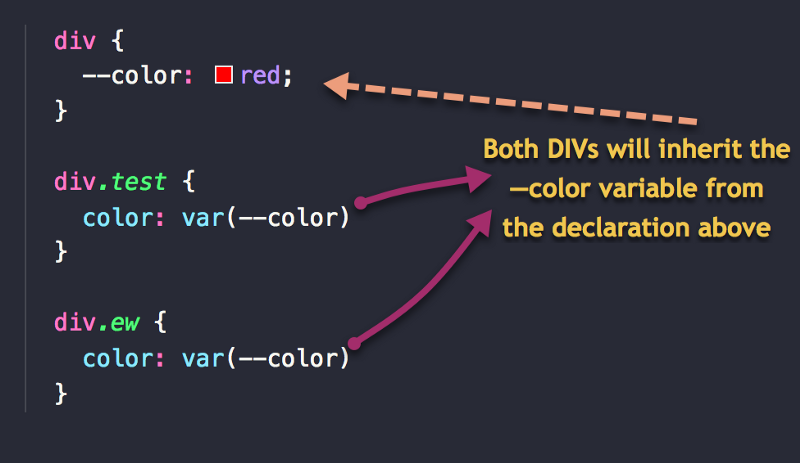 div {
  --color: red;
}
Both DIVs will inherit the
div.test {
–color variable from
  color: var(--color)
the declaration above
}
div.ew {
  color: var(--color)
}